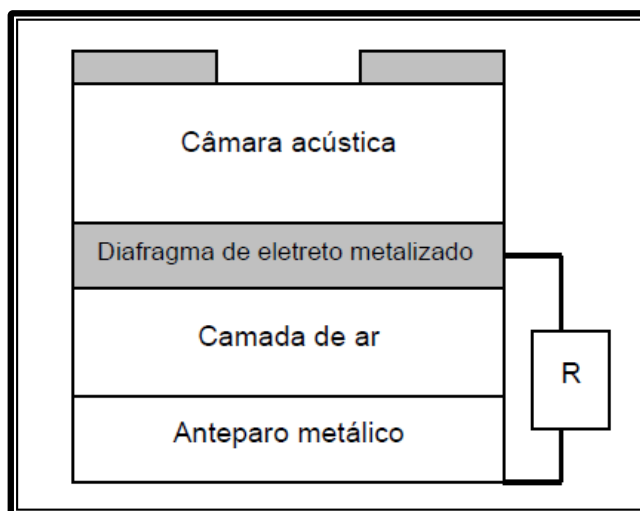 Câmara acústica
Diafragma de eletreto metalizado
Camada de ar
R
Anteparo metálico